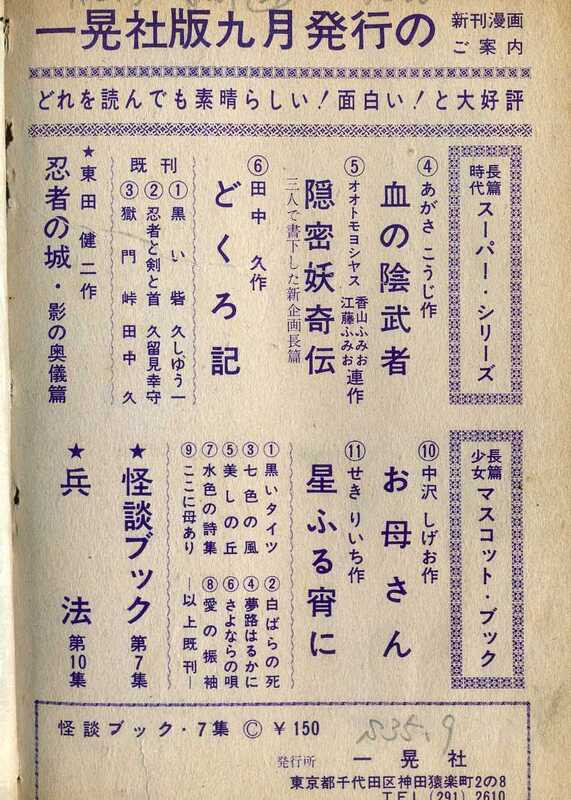 一晃社版九月発行の
新刊漫画
ご案内
どれを読んでも素晴らしい！面白い！と大好評
長篇時代 スーパー・シリーズ
④あがさ こうじ作
血の陰武者
⑤オオトモヨシヤス 香山ふみお 江藤ふみお 連作
隠密妖奇伝
三人で書下した新企画長篇
⑥田中 久作
どくろ記
既刊
①黒い砦 久しゆう一
②忍者と剣と首 久留見幸守
③獄門峠 田中 久
★東田 健二作
忍者の城・影の奥儀篇
長篇少女 マスコット・ブック
⑩中沢 しげお作
お母さん
⑪せき りいち作
星ふる宵に
①黒いタイツ ②白ばらの死
③七色の風 ④夢路はるかに
⑤美しの丘 ⑥さよならの唄
⑦水色の詩集 ⑧愛の振袖
⑨ここに母あり ―以上既刊―
★怪談ブック 第7集
★兵法 第10集
怪談ブック・7集 Ⓒ ￥150
発行所 一晃社
東京都千代田区神田猿楽町2の8
TEL (291) 2610